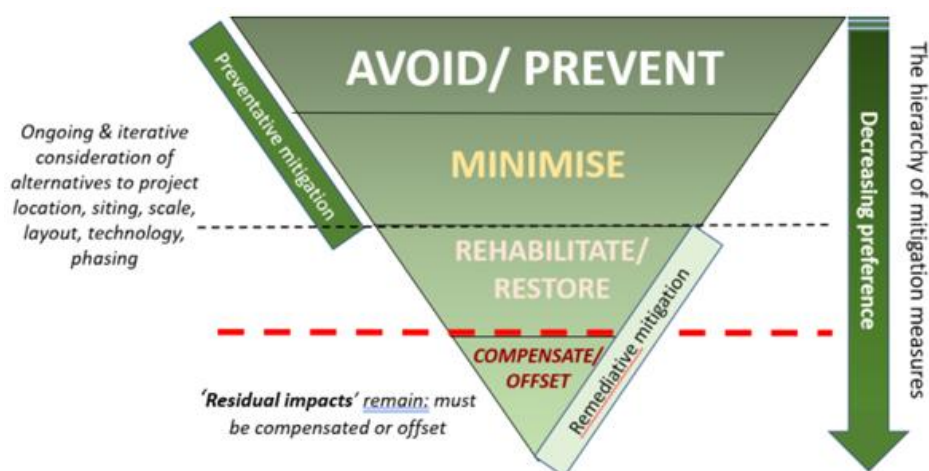 AVOID/ PREVENT
Preventative mitigation
Ongoing & iterative
consideration of
alternatives to project
location, siting, scale,
layout, technology,
phasing
MINIMISE
REHABILITATE/
RESTORE
COMPENSATE/
OFFSET
Remediative mitigation
'Residual impacts' remain; must
be compensated or offset
Decreasing preference
The hierarchy of mitigation measures